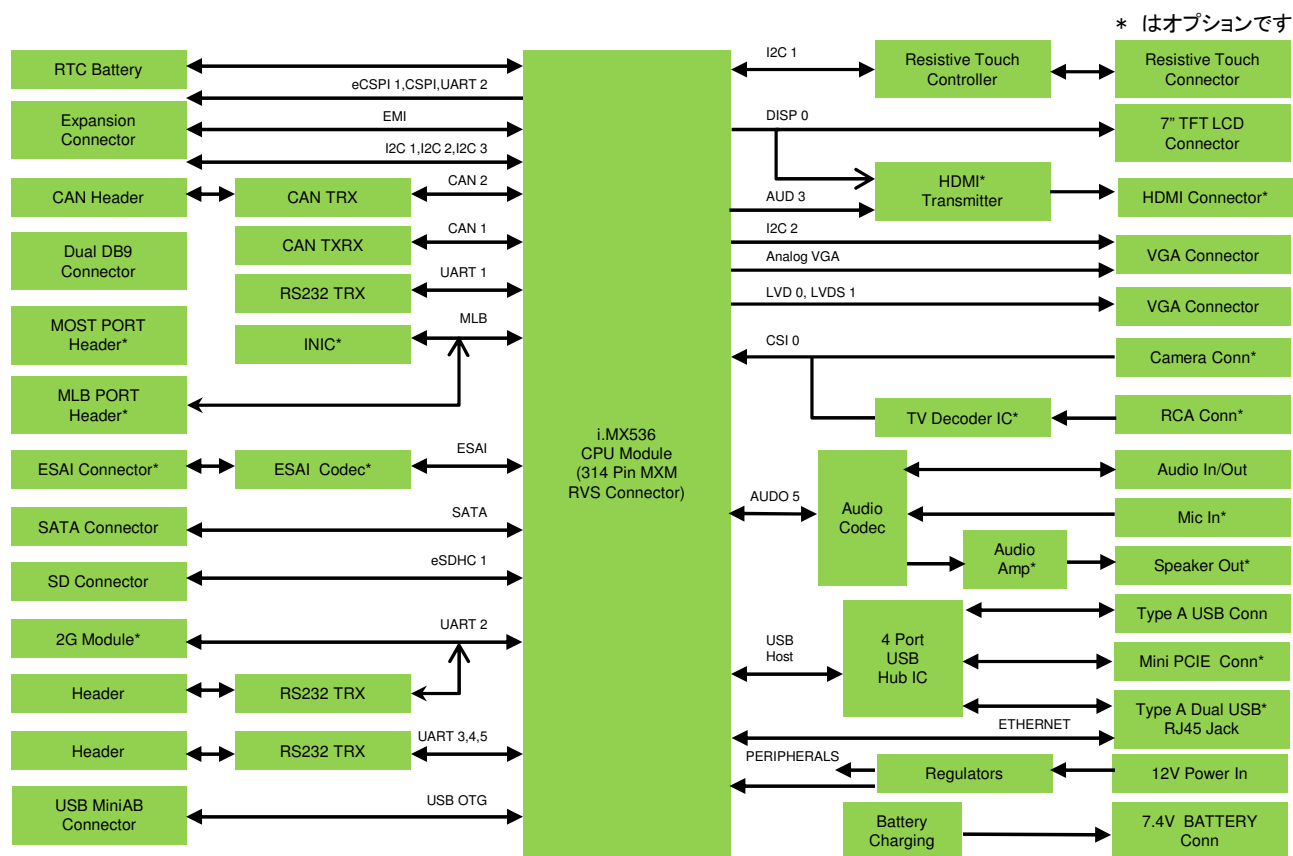 * はオプションです
RTC Battery
eCSPI 1,CSPI,UART 2
Expansion
Connector
EMI
I2C 1,I2C 2,I2C 3
CAN Header
CAN TRX
CAN 2
Dual DB9
Connector
CAN TXRX
CAN 1
RS232 TRX
UART 1
MOST PORT
Header*
INIC*
MLB
MLB PORT
Header*
ESAI Connector*
ESAI Codec*
ESAI
SATA Connector
SATA
SD Connector
eSDHC 1
2G Module*
UART 2
Header
RS232 TRX
Header
RS232 TRX
UART 3,4,5
USB MiniAB
Connector
USB OTG
i.MX536
CPU Module
(314 Pin MXM
RVS Connector)
I2C 1
Resistive Touch
Controller
Resistive Touch
Connector
DISP 0
7” TFT LCD
Connector
HDMI*
Transmitter
AUD 3
HDMI Connector*
I2C 2
Analog VGA
VGA Connector
LVD 0, LVDS 1
VGA Connector
CSI 0
Camera Conn*
TV Decoder IC*
RCA Conn*
AUDO 5
Audio
Codec
Audio In/Out
Mic In*
Audio
Amp*
Speaker Out*
USB
Host
4 Port
USB
Hub IC
Type A USB Conn
Mini PCIE Conn*
Type A Dual USB*
RJ45 Jack
ETHERNET
PERIPHERALS
Regulators
12V Power In
Battery
Charging
7.4V BATTERY
Conn